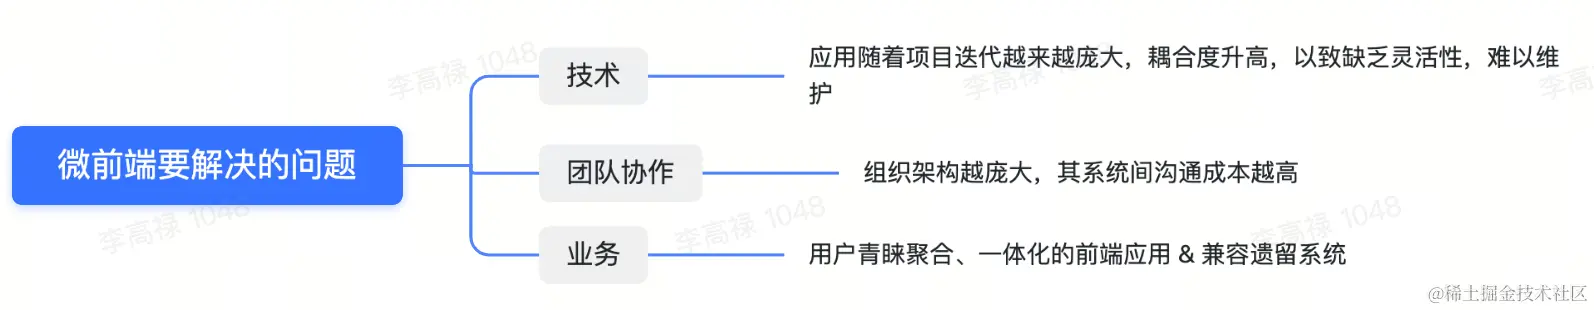 李高禄 1048
李高禄 1048
李高禄
技术
应用随着项目迭代越来越庞大，耦合度升高，以致缺乏灵活性，难以维
护
微前端要解决的问题
团队协作
组织架构越庞大，其系统间沟通成本越高
李高禄 1048
李高禄 1048
李高禄 1048
业务
用户青睐聚合、一体化的前端应用 & 兼容遗留系统
@稀土掘金技术社区